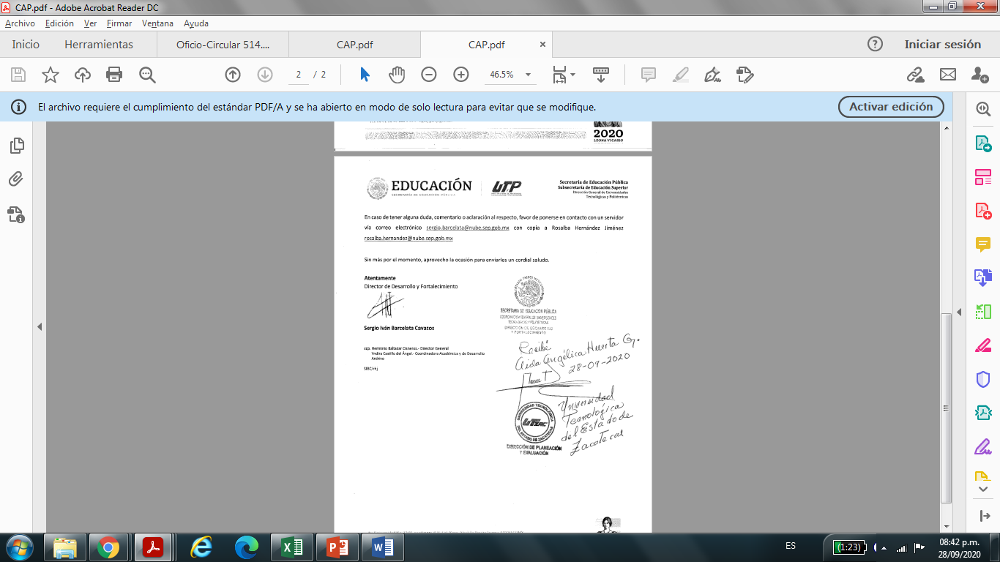 CAP.pdf - Adobe Acrobat Reader DC
Archivo Edición Ver Firmar Ventana Ayuda
Inicio Herramientas Oficio-Circular 514.... CAP.pdf CAP.pdf Iniciar sesión
2 / 2 46.5%
El archivo requiere el cumplimiento del estándar PDF/A y se ha abierto en modo de solo lectura para evitar que se modifique. Activar edición
2020
LEONA VICARIO
EDUCACIÓN
SECRETARÍA DE EDUCACIÓN PÚBLICA
UTP
Secretaría de Educación Pública
Subsecretaría de Educación Superior
Dirección General de Universidades
Tecnológicas y Politécnicas
En caso de tener alguna duda, comentario o aclaración al respecto, favor de ponerse en contacto con un servidor
vía correo electrónico sergio.barcelata@nube.sep.gob.mx con copia a Rosalba Hernández Jiménez
rosalba.hernandez@nube.sep.gob.mx
Sin más por el momento, aprovecho la ocasión para enviarles un cordial saludo.
Atentamente
Director de Desarrollo y Fortalecimiento
Sergio Iván Barcelata Cavazos
ccp. Herminio Baltazar Cisneros.- Director General
Yndira Castillo del Ángel.- Coordinadora Académica y de Desarrollo
Archivo
SIBC/rhj
SECRETARÍA DE EDUCACIÓN PÚBLICA
COORDINACIÓN GENERAL DE UNIVERSIDADES
TECNOLÓGICAS Y POLITÉCNICAS
DIRECCIÓN DE DESARROLLO
Y FORTALECIMIENTO
Recibí
Aida Angélica Huerta G.
28-09-2020
UNIVERSIDAD TECNOLÓGICA
DEL ESTADO DE ZACATECAS
UTZAC
DIRECCIÓN DE PLANEACIÓN
Y EVALUACIÓN
Universidad
Tecnológica
del Estado de
Zacatecas
ES (1:23) 08:42 p.m.
28/09/2020